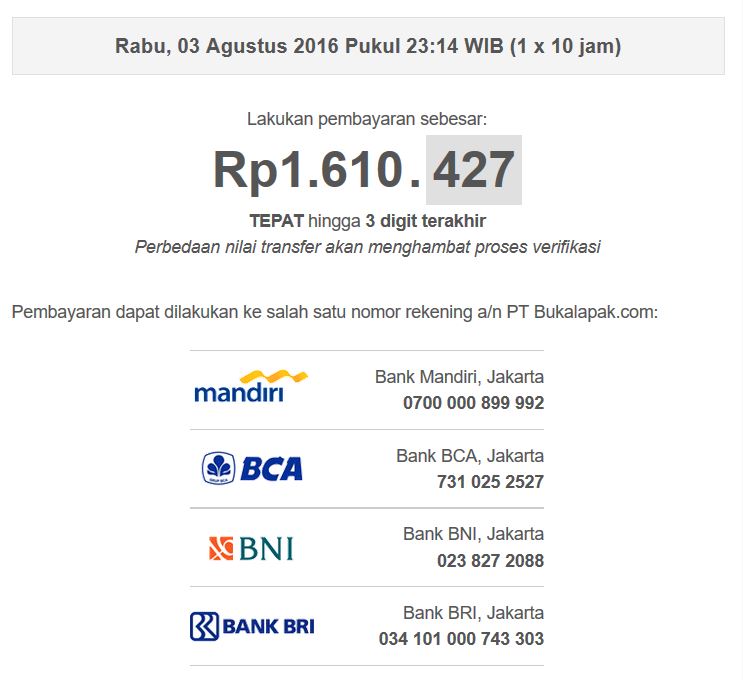 Rabu, 03 Agustus 2016 Pukul 23:14 WIB (1 x 10 jam)
Lakukan pembayaran sebesar:
Rp1.610.427
TEPAT hingga 3 digit terakhir
Perbedaan nilai transfer akan menghambat proses verifikasi
Pembayaran dapat dilakukan ke salah satu nomor rekening a/n PT Bukalapak.com:
mandiri
Bank Mandiri, Jakarta
0700 000 899 992
GRUP BCA
BCA
Bank BCA, Jakarta
731 025 2527
BNI
Bank BNI, Jakarta
023 827 2088
BANK BRI
Bank BRI, Jakarta
034 101 000 743 303